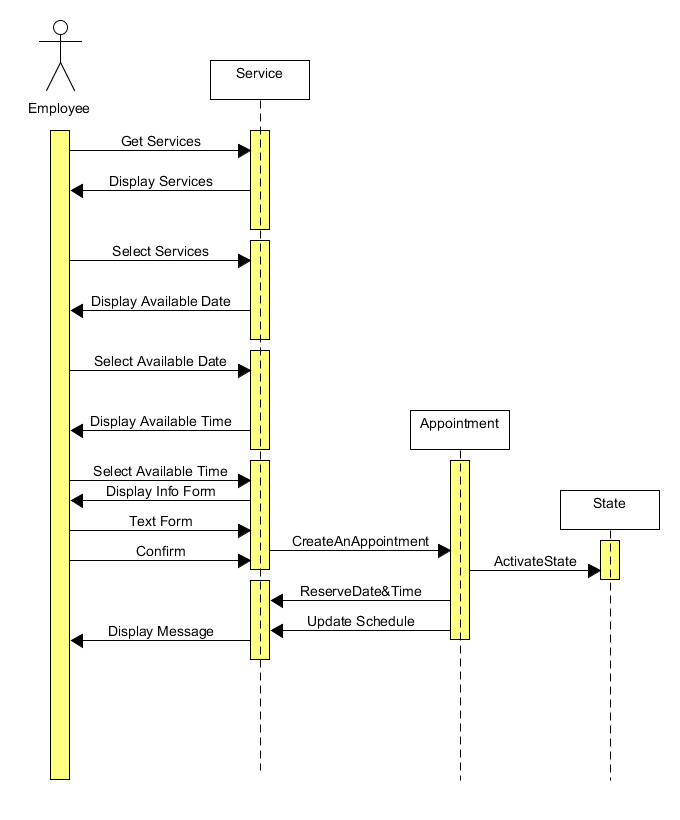 Service
Employee
Get Services
Display Services
Select Services
Display Available Date
Select Available Date
Display Available Time
Appointment
Select Available Time
Display Info Form
State
Text Form
CreateAnAppointment
Confirm
ActivateState
ReserveDate&Time
Update Schedule
Display Message